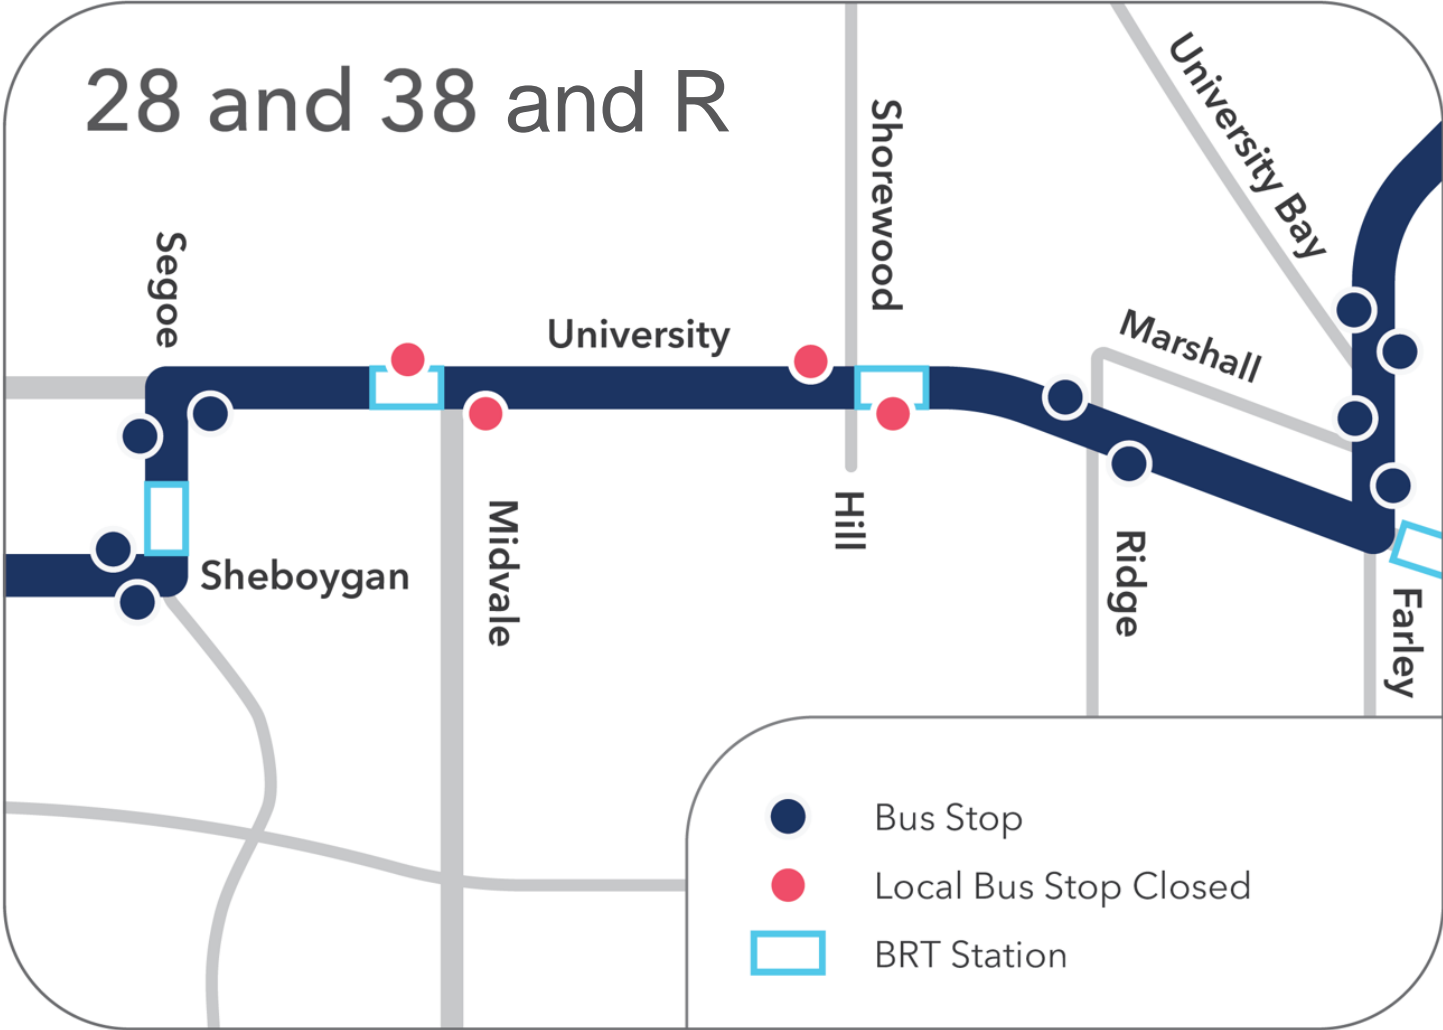 28 and 38 and R
Segoe
University
Shorewood
University Bay
Marshall
Sheboygan
Midvale
Hill
Ridge
Farley
Bus Stop
Local Bus Stop Closed
BRT Station